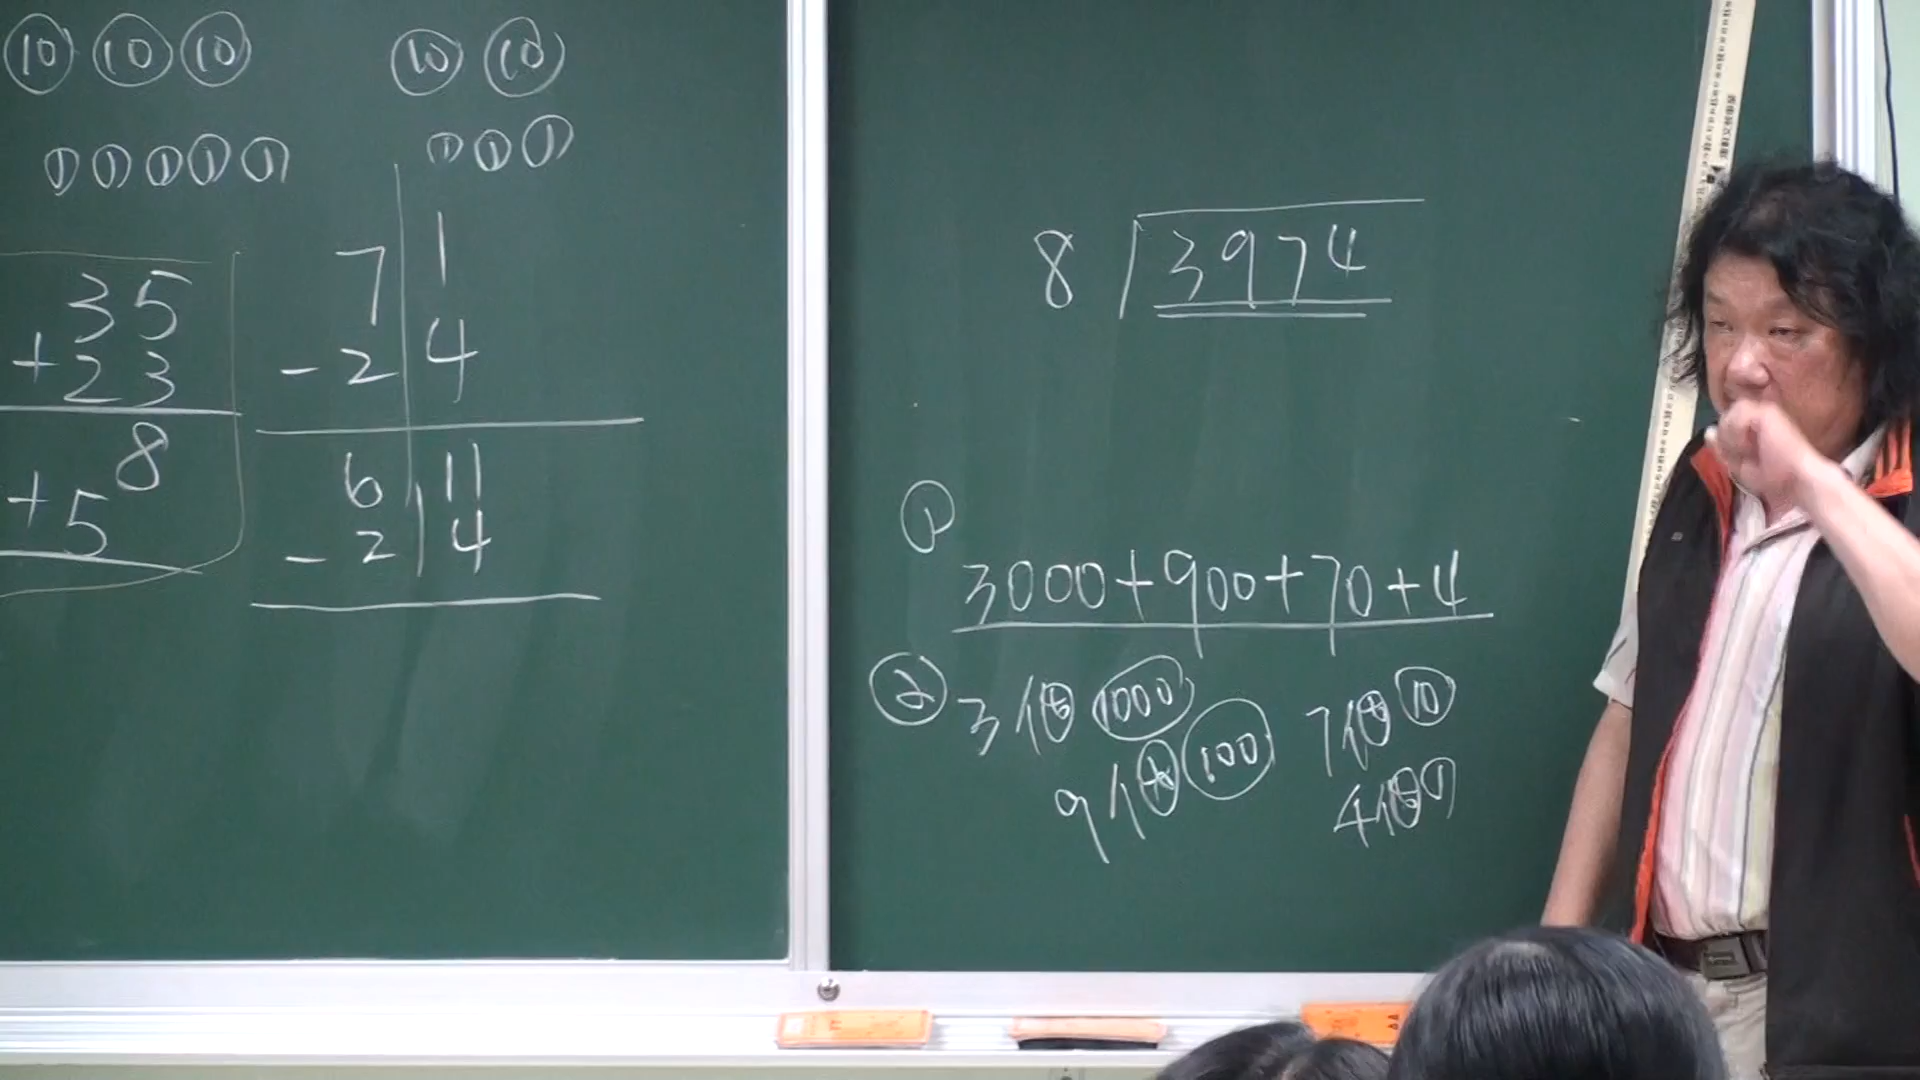 ⑩ ⑩ ⑩
① ① ① ① ①
35
+23
8
+5
⑩ ⑩
① ① ①
7 1
-2 4
6 11
-2 4
8 3974
①
3000+900+70+4
② 3個 1000
9個 100
7個 ⑩
4個 ①